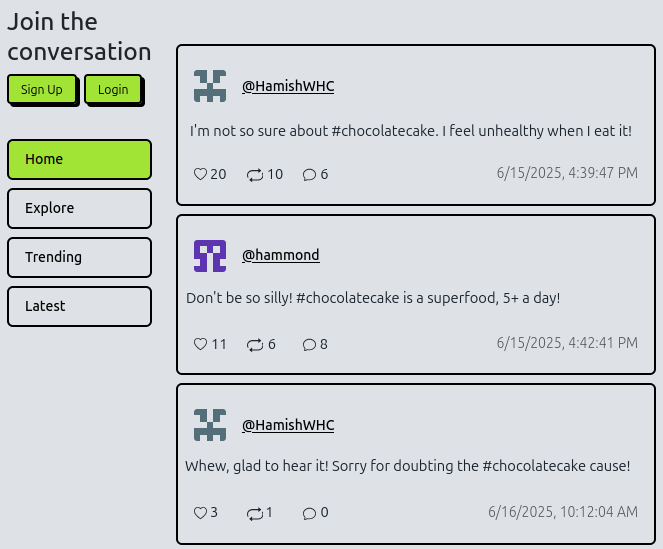 Join the
conversation
Sign Up
Login
Home
Explore
Trending
Latest
@HamishWHC
I'm not so sure about #chocolatecake. I feel unhealthy when I eat it!
20 10 6 6/15/2025, 4:39:47 PM
@hammond
Don't be so silly! #chocolatecake is a superfood, 5+ a day!
11 6 8 6/15/2025, 4:42:41 PM
@HamishWHC
Whew, glad to hear it! Sorry for doubting the #chocolatecake cause!
3 1 0 6/16/2025, 10:12:04 AM